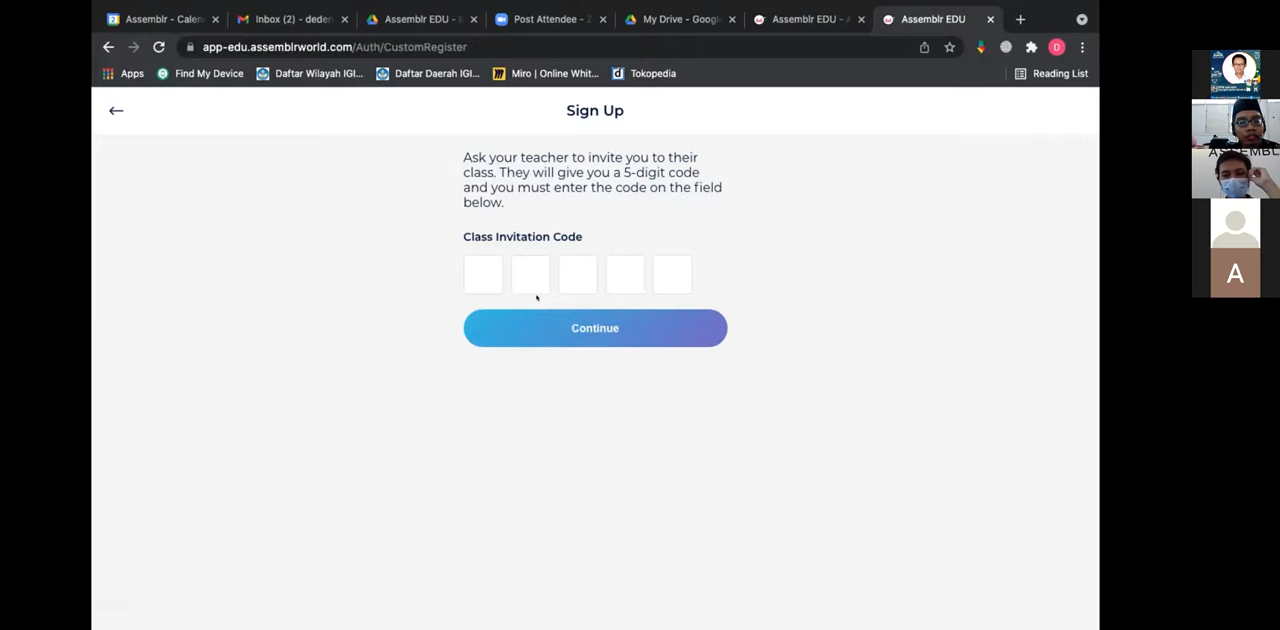 Assemblr - Calen
Inbox (2) - deden
Assemblr EDU - I
Post Attendee - Z
My Drive - Googl
Assemblr EDU - A
Assemblr EDU
app-edu.assemblrworld.com/Auth/CustomRegister
D
Apps
Find My Device
Daftar Wilayah IGI...
Daftar Daerah IGI...
Miro | Online Whit...
Tokopedia
Reading List
Sign Up
Ask your teacher to invite you to their
class. They will give you a 5-digit code
and you must enter the code on the field
below.
Class Invitation Code
Continue
ASSEMBL
A